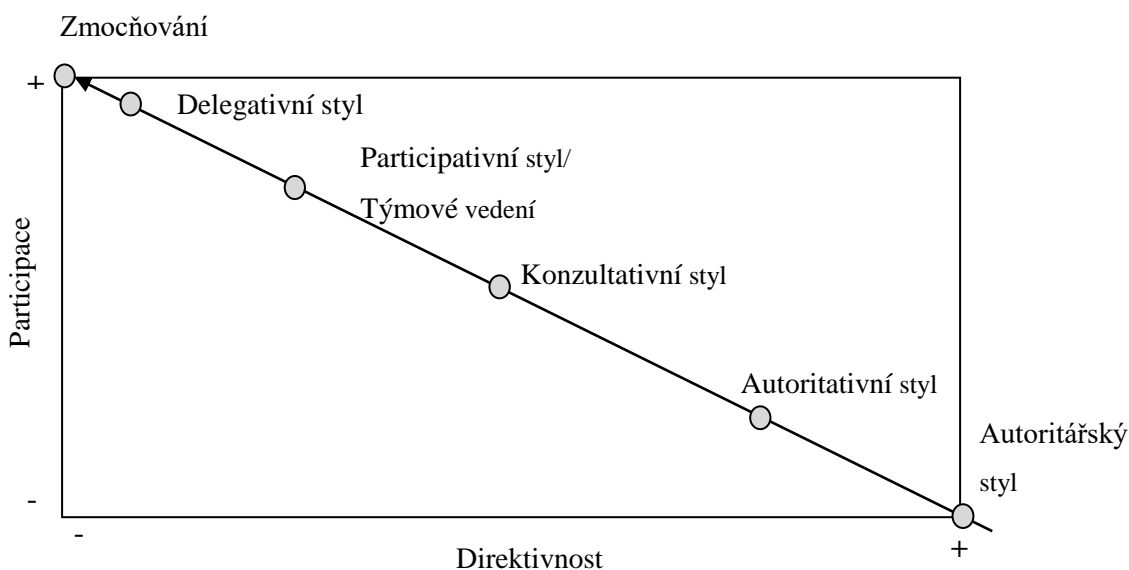 Zmocňování
+
Delegativní styl
Participativní styl/
Týmové vedení
Participace
Konzultativní styl
Autoritativní styl
Autoritářský
styl
-
-
Direktivnost
+